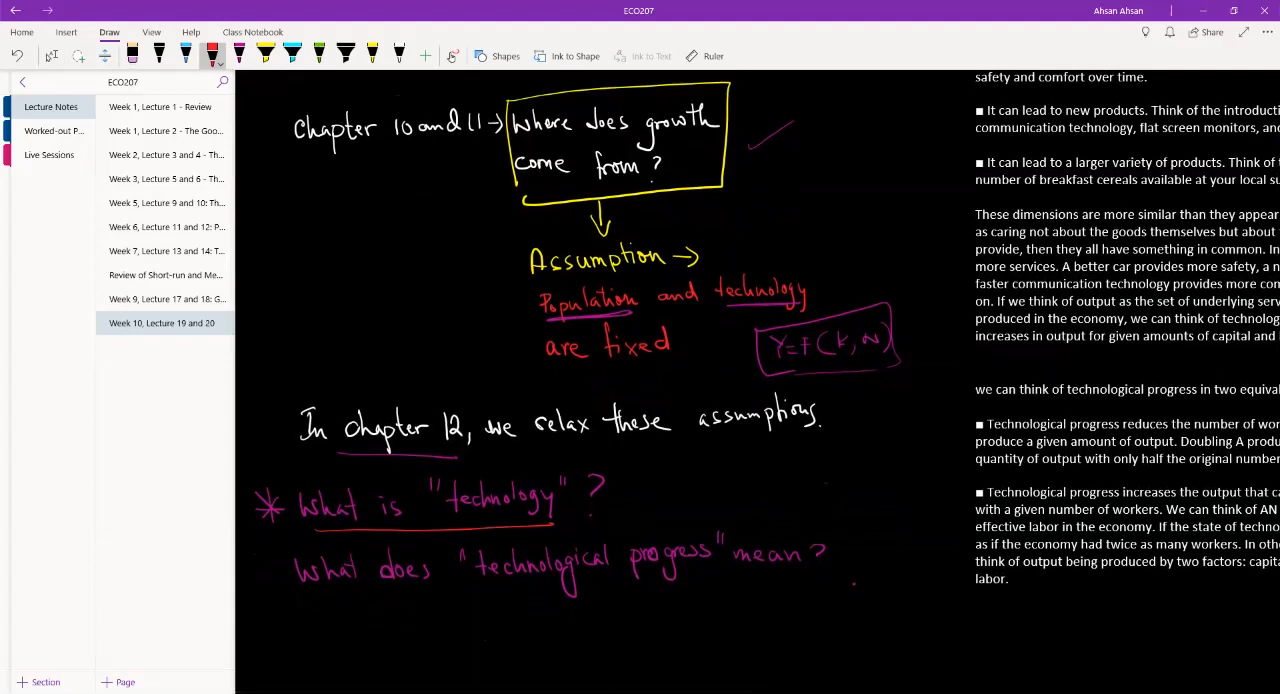 ECO207
Ahsan Ahsan
Home Insert Draw View Help Class Notebook
Share
Shapes Ink to Shape Ink to Text Ruler
ECO207
Lecture Notes
Worked-out P...
Live Sessions
Week 1, Lecture 1 - Review
Week 1, Lecture 2 - The Goo...
Week 2, Lecture 3 and 4 - Th...
Week 3, Lecture 5 and 6 - Th...
Week 5, Lecture 9 and 10: Th...
Week 6, Lecture 11 and 12: P...
Week 7, Lecture 13 and 14: T...
Review of Short-run and Me...
Week 9, Lecture 17 and 18: G...
Week 10, Lecture 19 and 20
+ Section
+ Page
Chapter 10 and 11 → Where does growth
come from?
Assumption →
Population and technology
are fixed
Y=F(K,N)
In chapter 12, we relax these assumptions.
* What is "technology"?
What does "technological progress" mean?
safety and comfort over time.
■ It can lead to new products. Think of the introducti
communication technology, flat screen monitors, an
■ It can lead to a larger variety of products. Think of t
number of breakfast cereals available at your local su
These dimensions are more similar than they appear
as caring not about the goods themselves but about
provide, then they all have something in common. In
more services. A better car provides more safety, a n
faster communication technology provides more com
on. If we think of output as the set of underlying serv
produced in the economy, we can think of technolog
increases in output for given amounts of capital and
we can think of technological progress in two equival
■ Technological progress reduces the number of wor
produce a given amount of output. Doubling A produ
quantity of output with only half the original number
■ Technological progress increases the output that ca
with a given number of workers. We can think of AN
effective labor in the economy. If the state of techno
as if the economy had twice as many workers. In othe
think of output being produced by two factors: capita
labor.